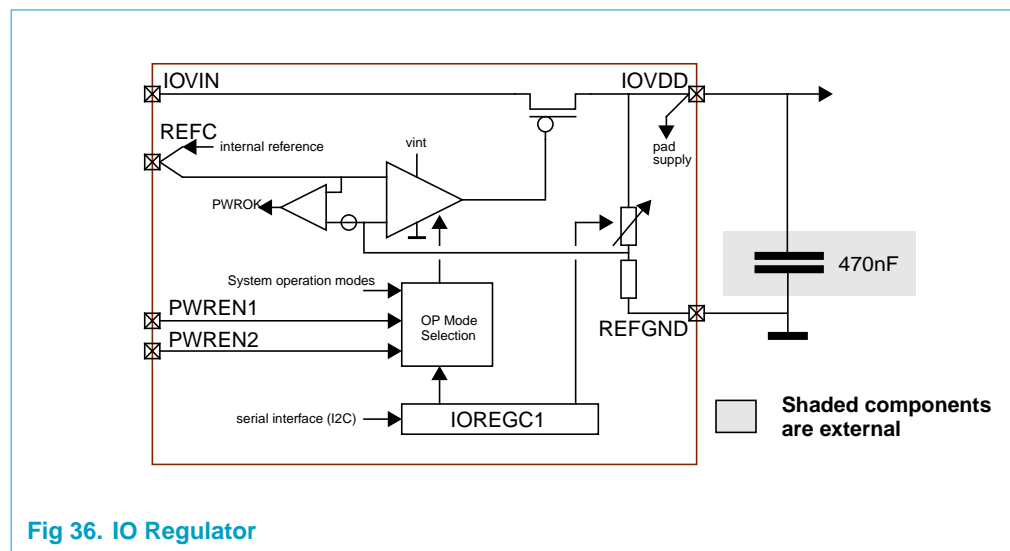 IOVIN
IOVDD
REFC
internal reference
vint
pad
supply
PWROK
470nF
System operation modes
PWREN1
OP Mode
Selection
PWREN2
REFGND
serial interface (I2C)
IOREGC1
Shaded components
are external
Fig 36. IO Regulator